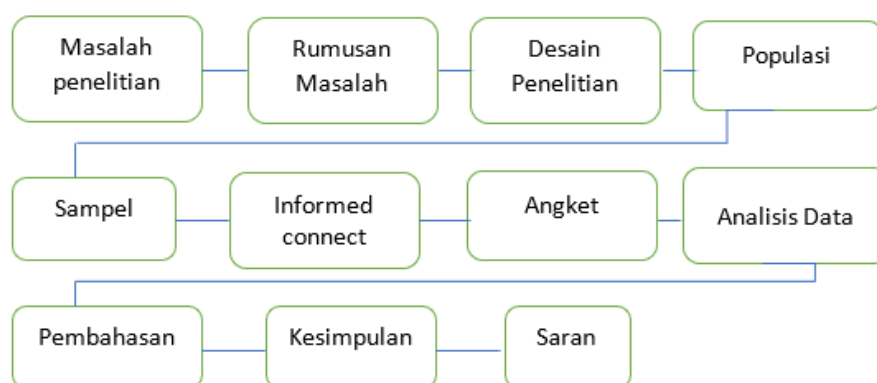 Masalah
penelitian
Rumusan
Masalah
Desain
Penelitian
Populasi
Sampel
Informed
connect
Angket
Analisis Data
Pembahasan
Kesimpulan
Saran